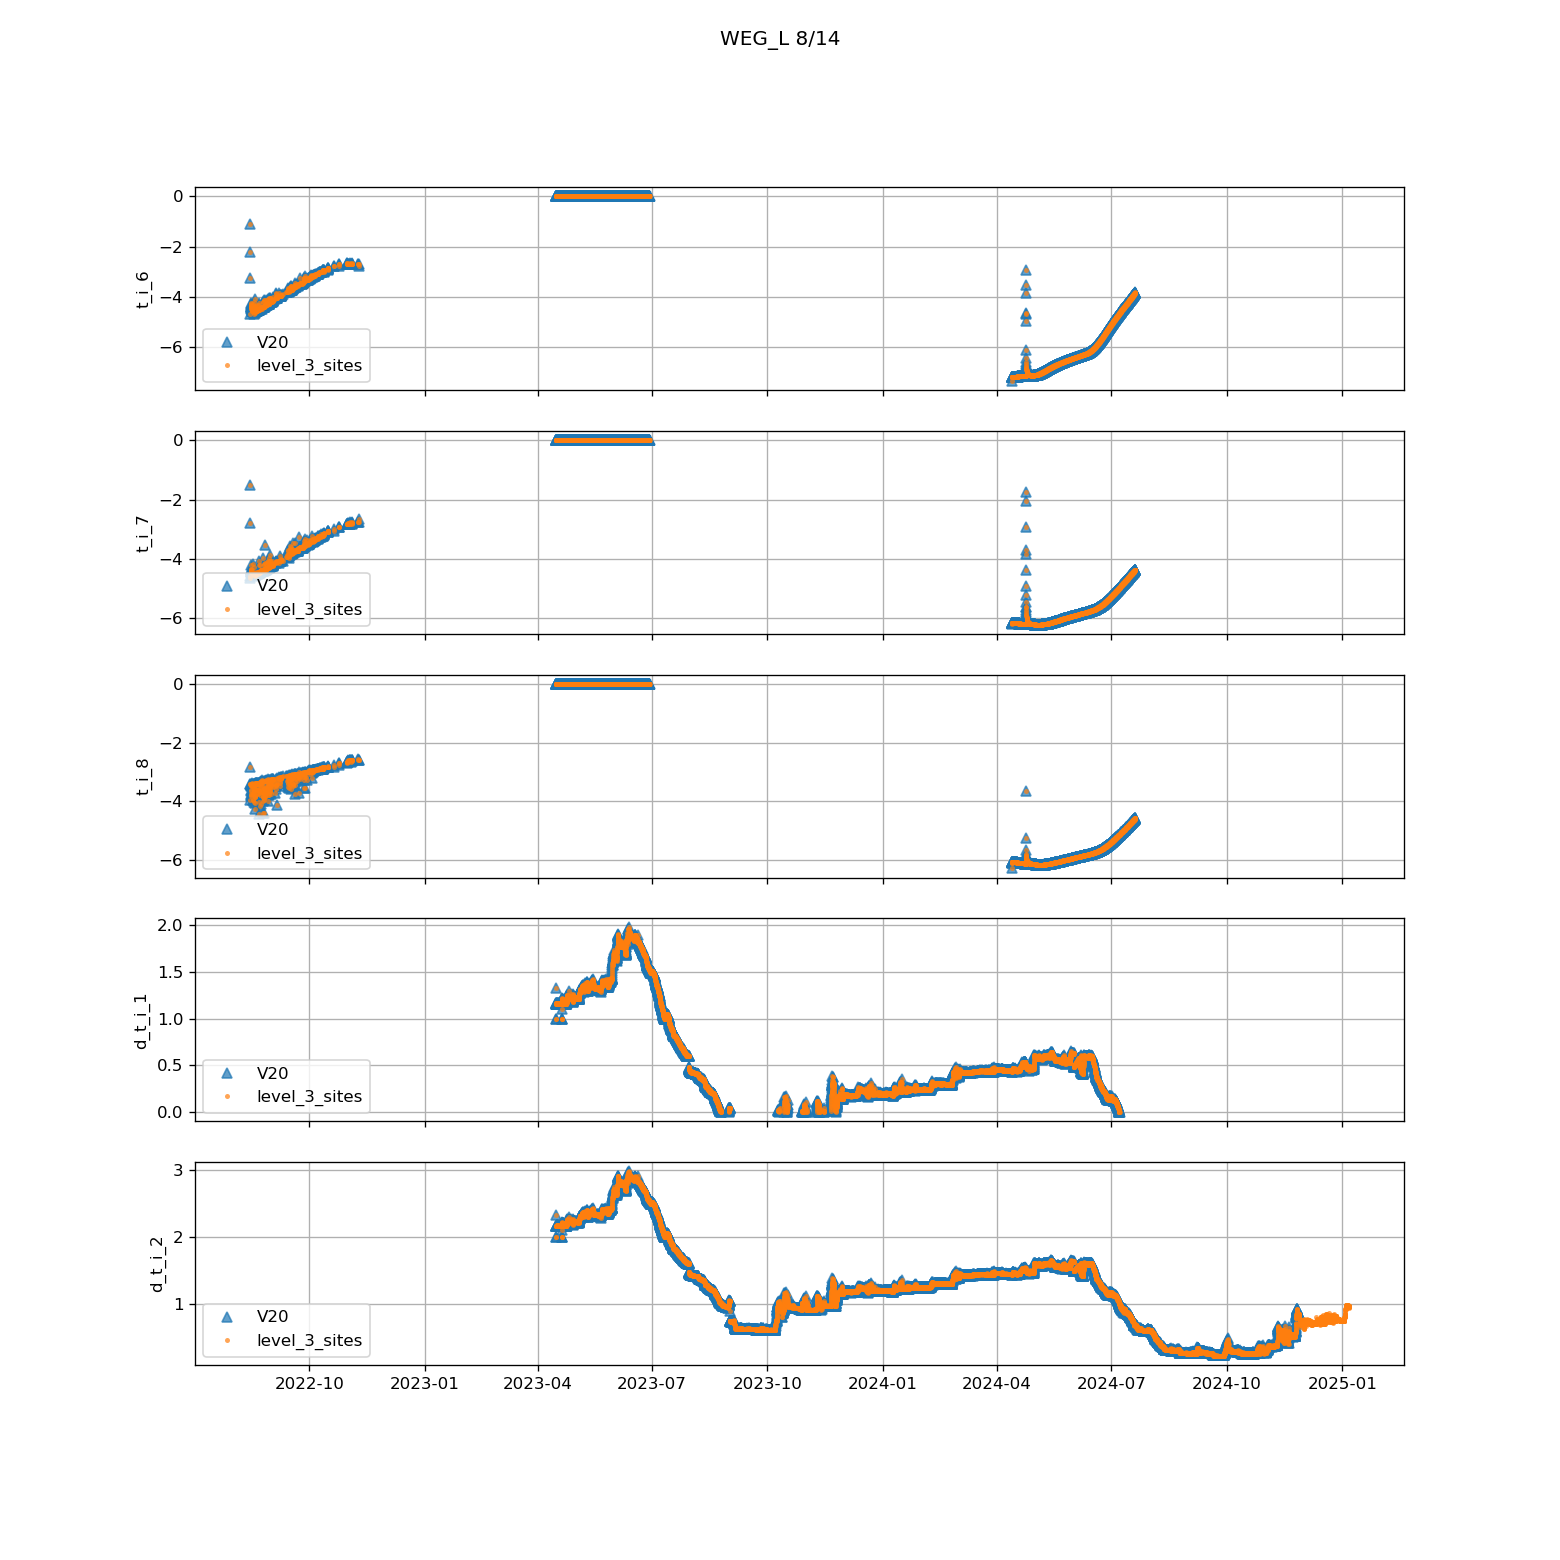 WEG_L 8/14
0
−2
−4
−6
t_i_6
V20
level_3_sites
0
−2
−4
−6
t_i_7
V20
level_3_sites
0
−2
−4
−6
t_i_8
V20
level_3_sites
2.0
1.5
1.0
0.5
0.0
d_t_i_1
V20
level_3_sites
3
2
1
d_t_i_2
V20
level_3_sites
2022-10 2023-01 2023-04 2023-07 2023-10 2024-01 2024-04 2024-07 2024-10 2025-01